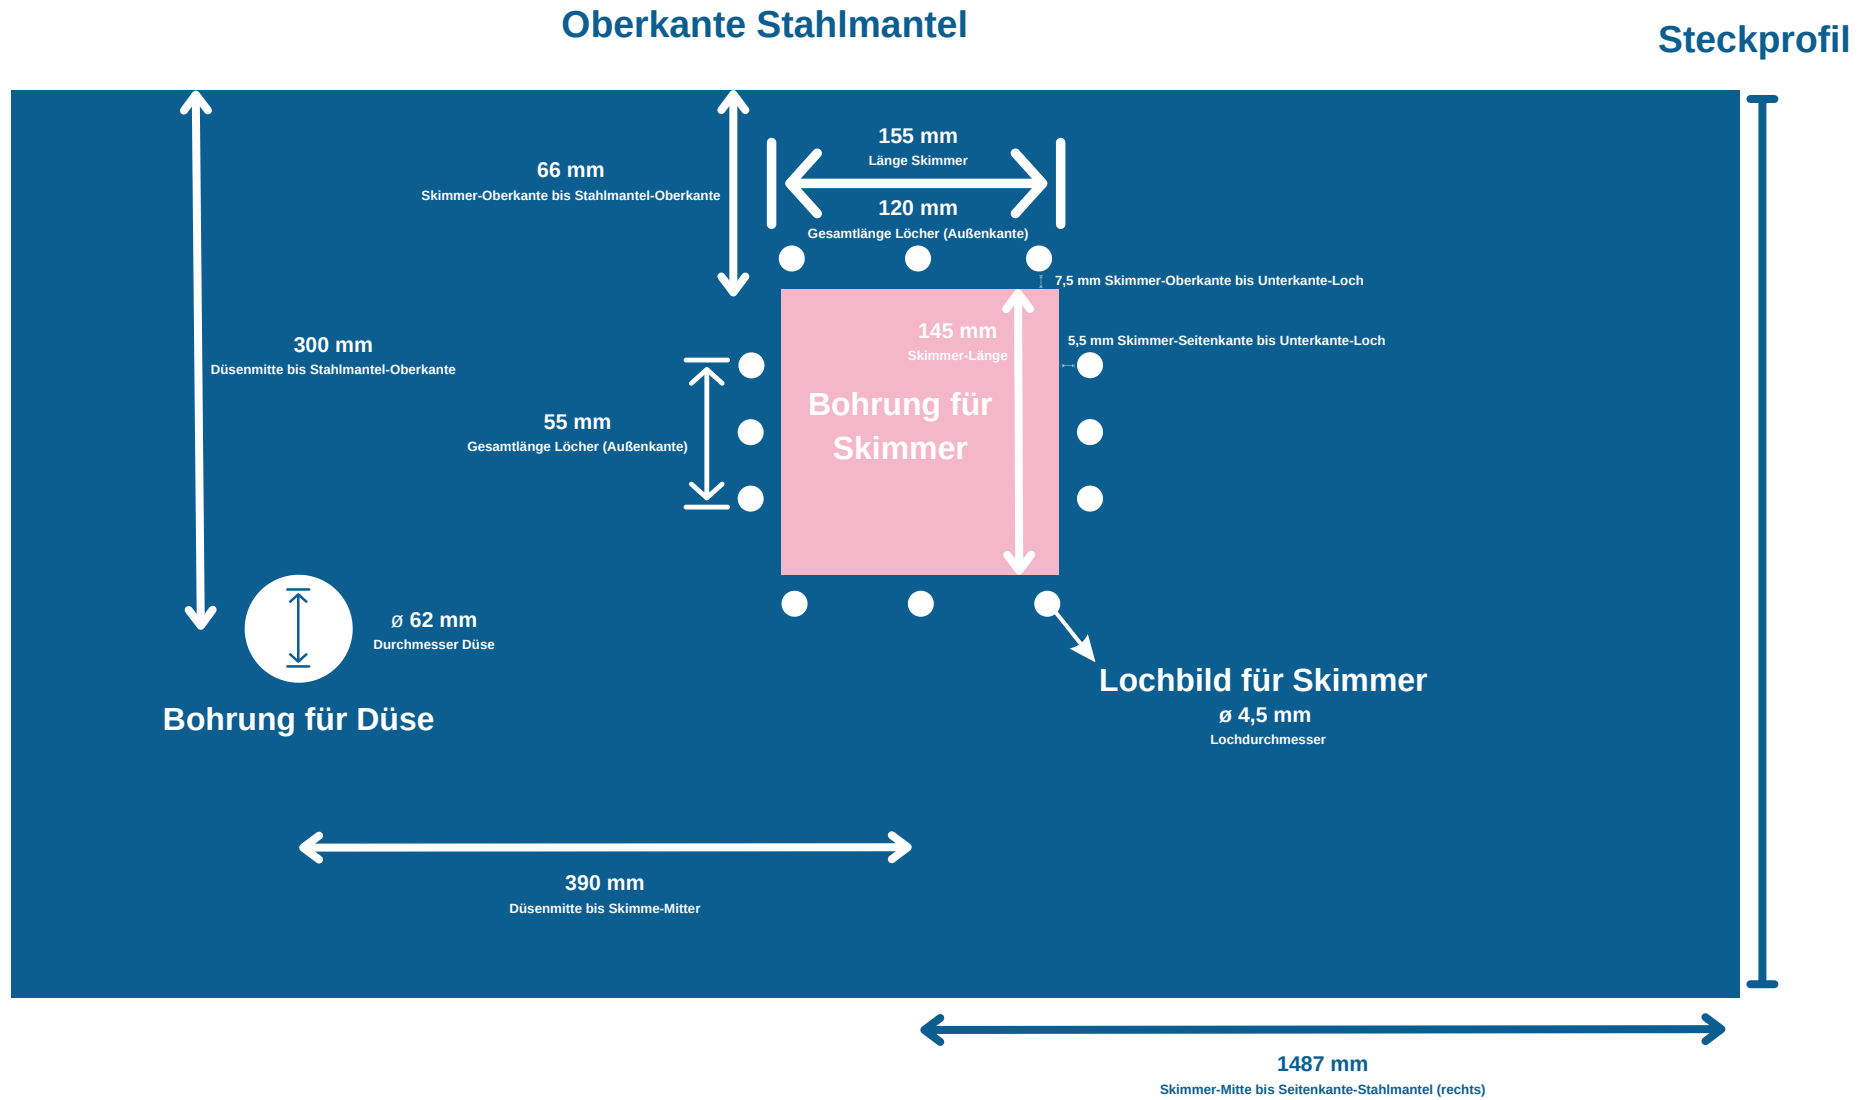 Oberkante Stahlmantel
Steckprofil
155 mm
Länge Skimmer
66 mm
Skimmer-Oberkante bis Stahlmantel-Oberkante
120 mm
Gesamtlänge Löcher (Außenkante)
7,5 mm Skimmer-Oberkante bis Unterkante-Loch
145 mm
Skimmer-Länge
5,5 mm Skimmer-Seitenkante bis Unterkante-Loch
300 mm
Düsenmitte bis Stahlmantel-Oberkante
Bohrung für
Skimmer
55 mm
Gesamtlänge Löcher (Außenkante)
ø 62 mm
Durchmesser Düse
Bohrung für Düse
Lochbild für Skimmer
ø 4,5 mm
Lochdurchmesser
390 mm
Düsenmitte bis Skimme-Mitter
1487 mm
Skimmer-Mitte bis Seitenkante-Stahlmantel (rechts)